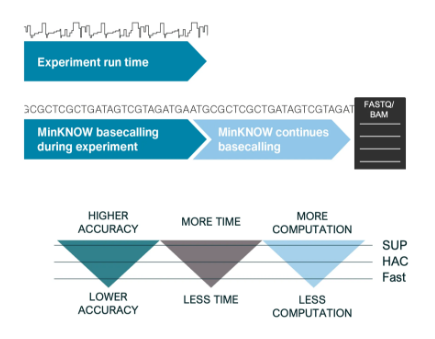 Experiment run time
GCGCTCGCTGATAGTCGTAGATGAATGCGCTCGCTGATAGTCGTAGAT
MinKNOW basecalling
during experiment
MinKNOW continues
basecalling
FASTQ/
BAM
HIGHER
ACCURACY
MORE TIME
MORE
COMPUTATION
SUP
HAC
Fast
LOWER
ACCURACY
LESS TIME
LESS
COMPUTATION